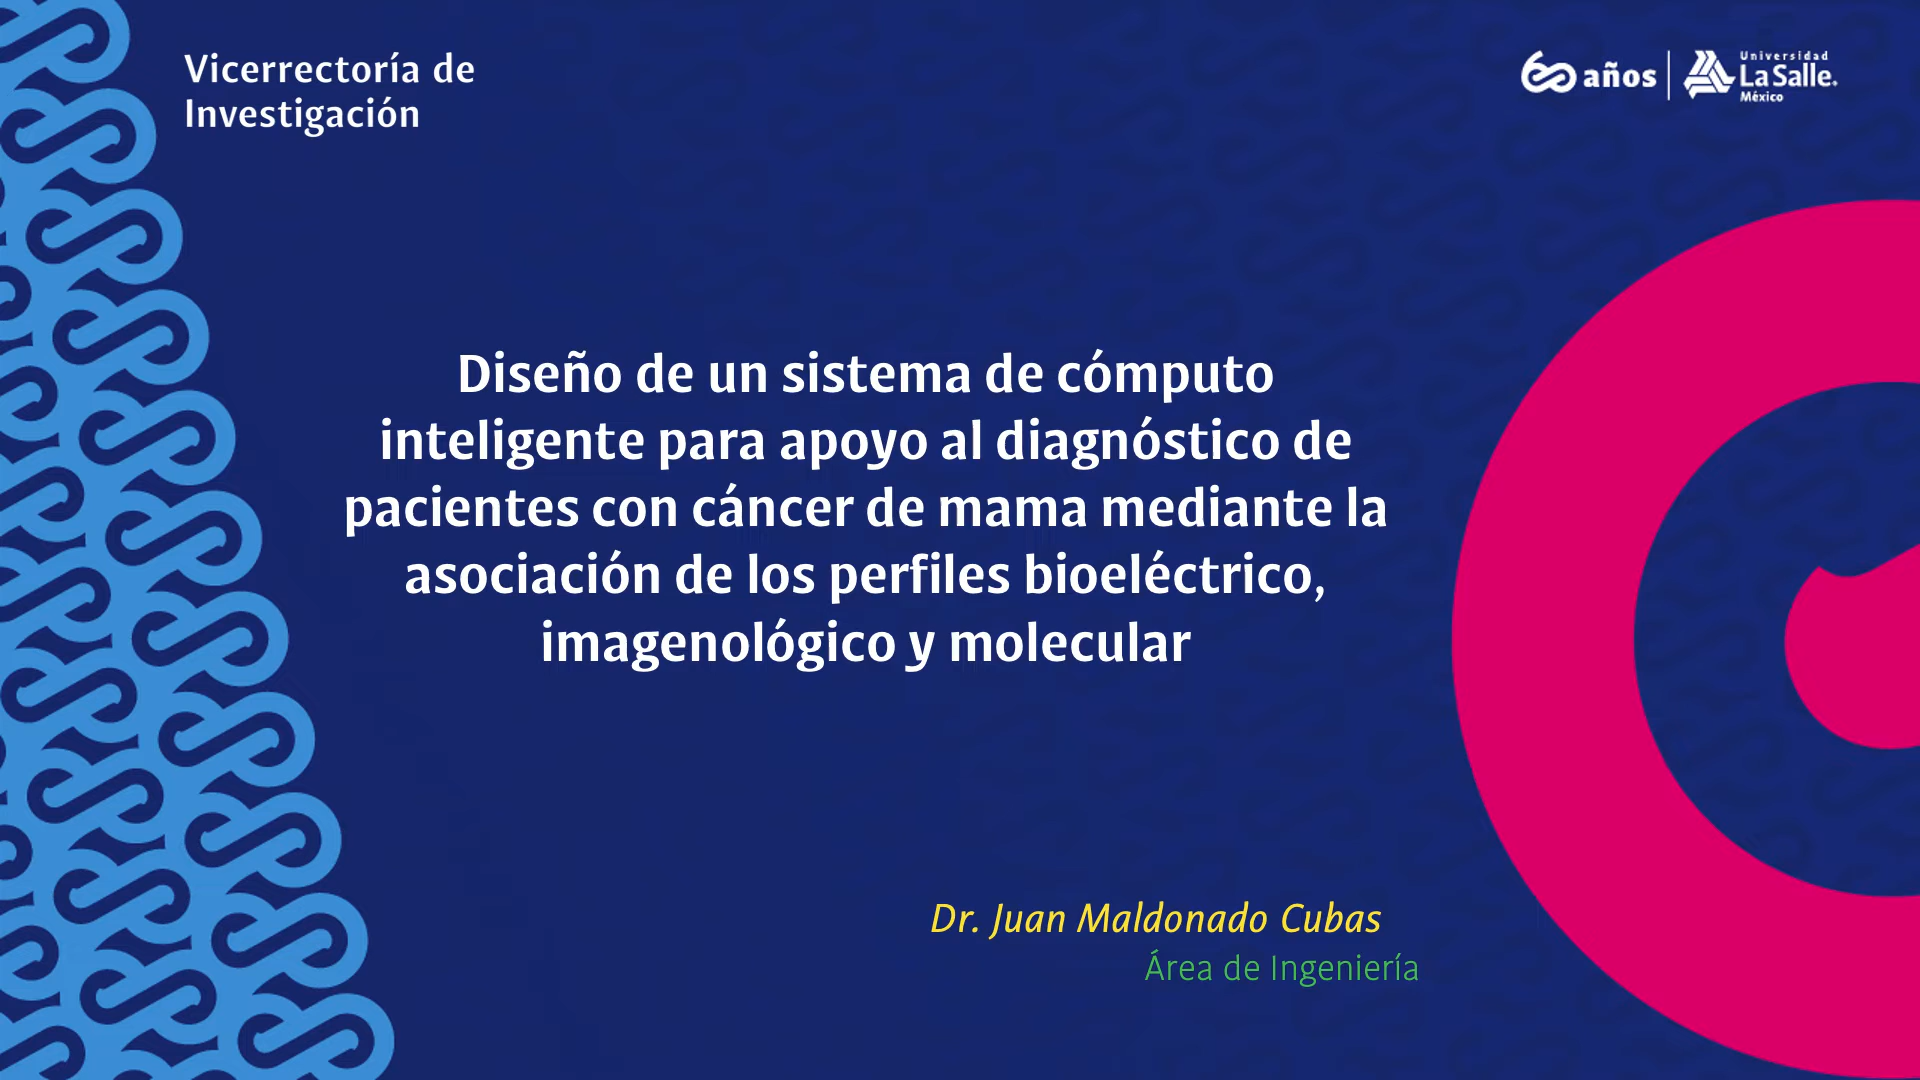 Vicerrectoría de
Investigación
60 años
Universidad
La Salle.
México
Diseño de un sistema de cómputo
inteligente para apoyo al diagnóstico de
pacientes con cáncer de mama mediante la
asociación de los perfiles bioeléctrico,
imagenológico y molecular
Dr. Juan Maldonado Cubas
Área de Ingeniería